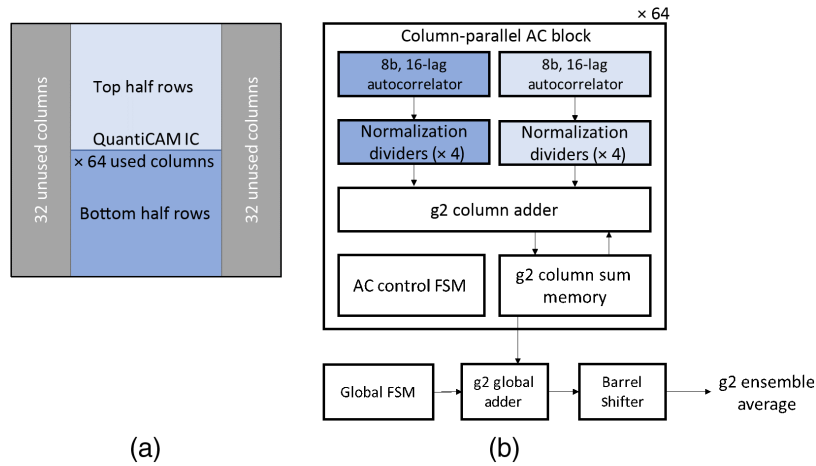 32 unused columns
Top half rows
QuantiCAM IC
× 64 used columns
Bottom half rows
32 unused columns
(a)
× 64
Column-parallel AC block
8b, 16-lag
autocorrelator
8b, 16-lag
autocorrelator
Normalization
dividers (× 4)
Normalization
dividers (× 4)
g2 column adder
AC control FSM
g2 column sum
memory
Global FSM
g2 global
adder
Barrel
Shifter
g2 ensemble
average
(b)